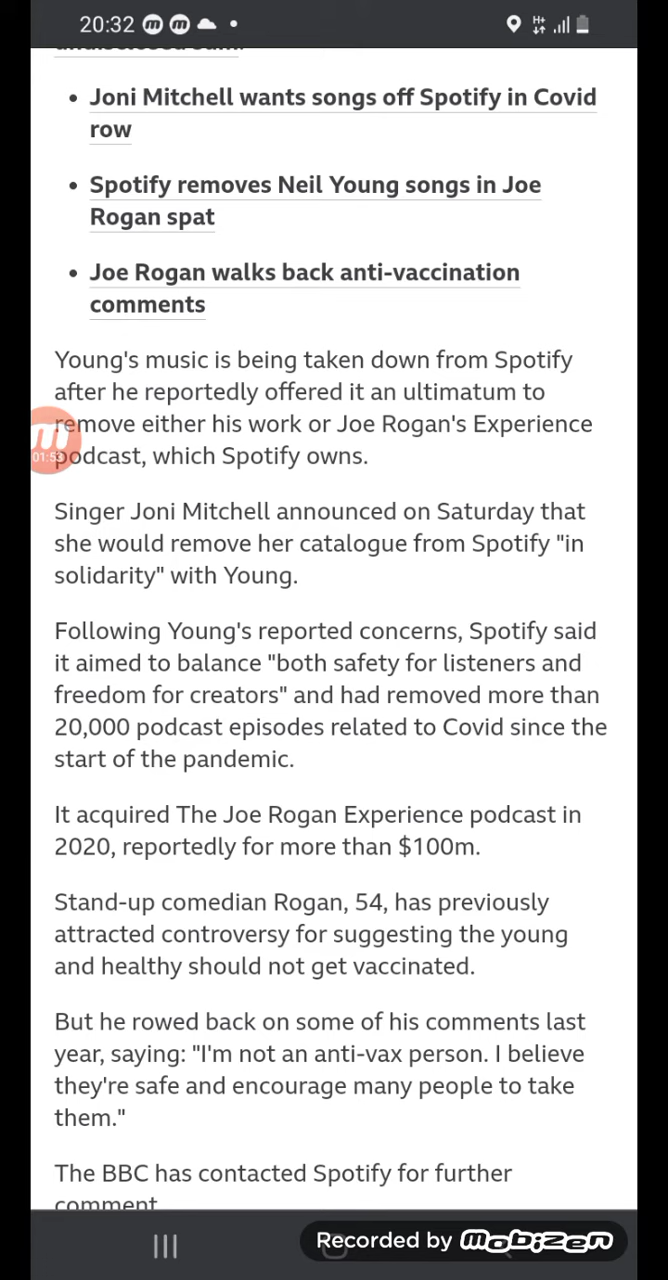 20:32
H+
undisclosed sum.
Joni Mitchell wants songs off Spotify in Covid
row
Spotify removes Neil Young songs in Joe
Rogan spat
Joe Rogan walks back anti-vaccination
comments
Young's music is being taken down from Spotify
after he reportedly offered it an ultimatum to
remove either his work or Joe Rogan's Experience
01:53
podcast, which Spotify owns.
Singer Joni Mitchell announced on Saturday that
she would remove her catalogue from Spotify "in
solidarity" with Young.
Following Young's reported concerns, Spotify said
it aimed to balance "both safety for listeners and
freedom for creators" and had removed more than
20,000 podcast episodes related to Covid since the
start of the pandemic.
It acquired The Joe Rogan Experience podcast in
2020, reportedly for more than $100m.
Stand-up comedian Rogan, 54, has previously
attracted controversy for suggesting the young
and healthy should not get vaccinated.
But he rowed back on some of his comments last
year, saying: "I'm not an anti-vax person. I believe
they're safe and encourage many people to take
them."
The BBC has contacted Spotify for further
comment
Recorded by mobizen